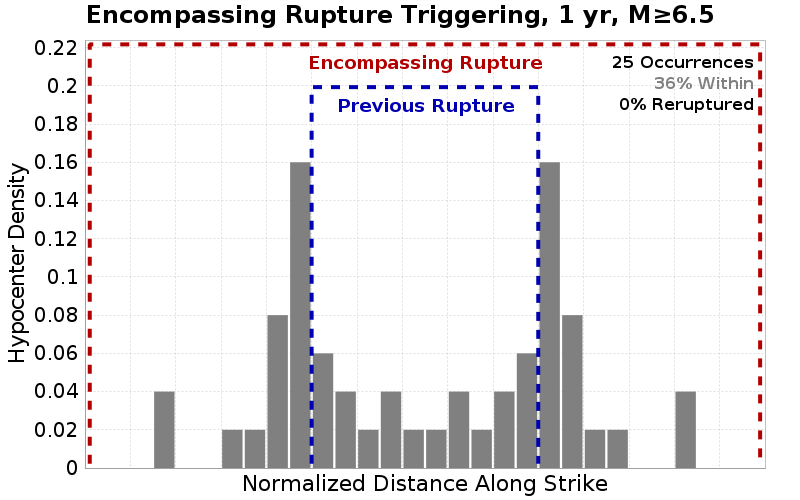 Encompassing Rupture Triggering, 1 yr, M≥6.5
Encompassing Rupture
Previous Rupture
25 Occurrences
36% Within
0% Reruptured
Hypocenter Density
0.22
0.2
0.18
0.16
0.14
0.12
0.1
0.08
0.06
0.04
0.02
0
Normalized Distance Along Strike